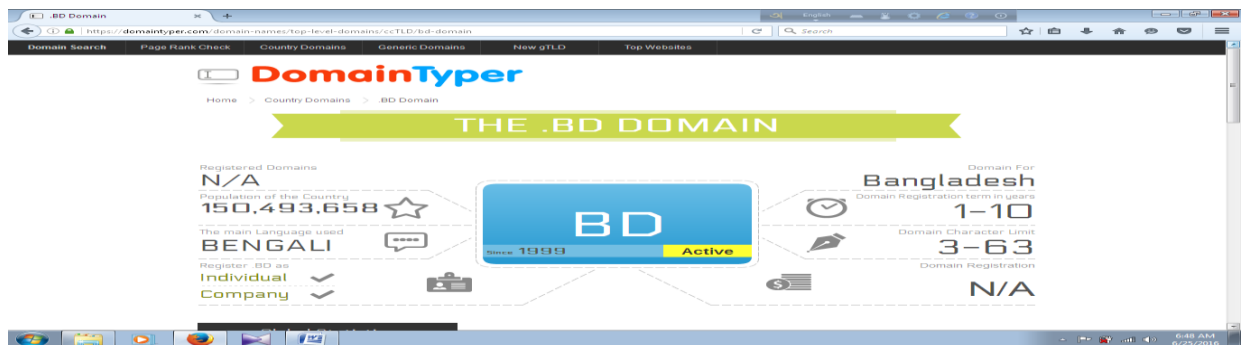 .BD Domain
English
https://domaintyper.com/domain-names/top-level-domains/ccTLD/bd-domain
Search
Domain Search Page Rank Check Country Domains Generic Domains New gTLD Top Websites
DomainTyper
Home > Country Domains > .BD Domain
THE .BD DOMAIN
Registered Domains
N/A
Population of the Country
150,493,658
The main Language used
BENGALI
Register BD as
Individual
Company
BD
Since 1999
Active
Domain For
Bangladesh
Domain Registration term in years
1-10
Domain Character Limit
3-63
Domain Registration
N/A
6:48 AM
6/25/2016